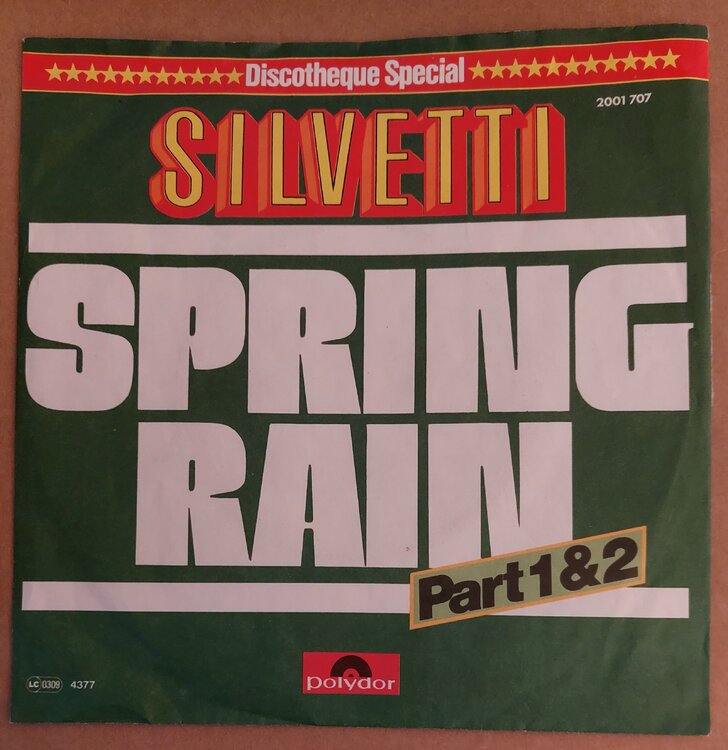 ★★★★★★★★★★★★Discotheque Special★★★★★★★★★★★★★
2001 707
SILVETTI
SPRING
RAIN
Part 1 & 2
LC 0309 4377
polydor